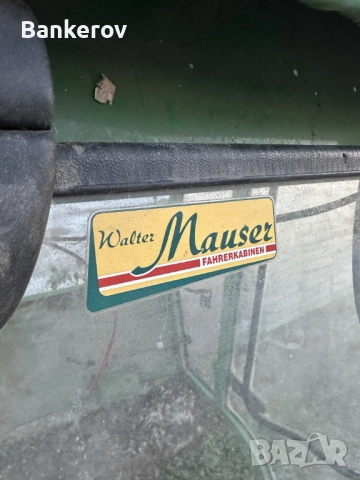 Bankerov
Walter Mauser
FAHRERKABINEN
BAZAR